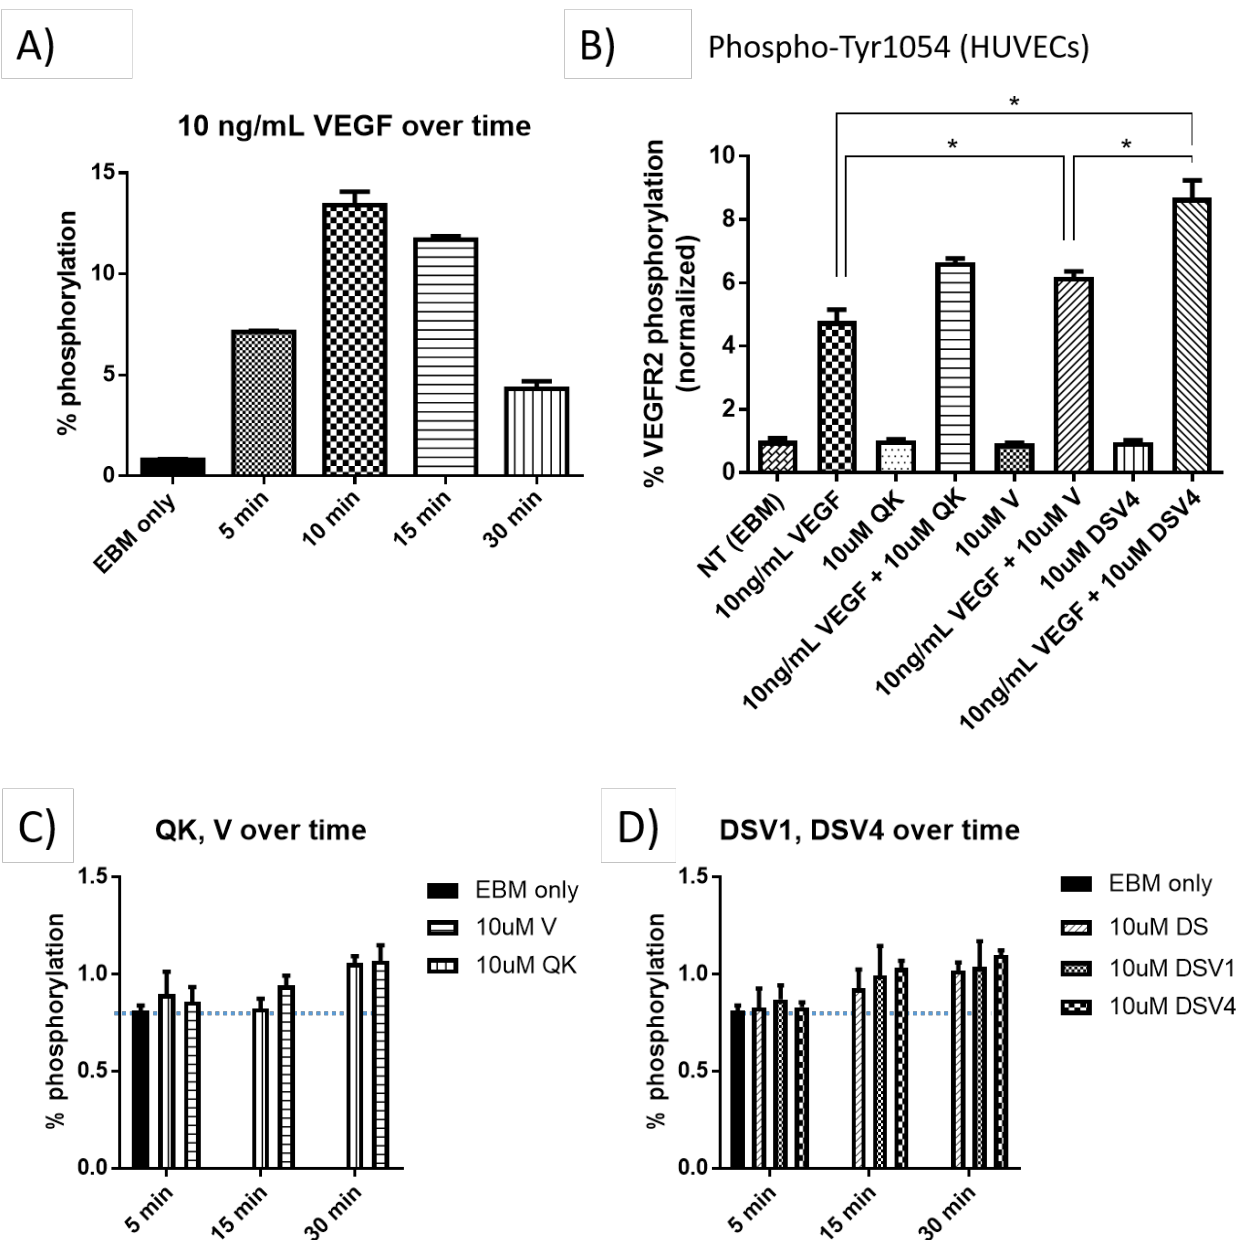 A)
10 ng/mL VEGF over time
% phosphorylation
15
10
5
0
EBM only
5 min
10 min
15 min
30 min
B)
Phospho-Tyr1054 (HUVECs)
% VEGFR2 phosphorylation
(normalized)
10
8
6
4
2
0
*
*
*
NT (EBM)
10ng/mL VEGF
10uM QK
10ng/mL VEGF + 10uM QK
10uM V
10ng/mL VEGF + 10uM V
10uM DSV4
10ng/mL VEGF + 10uM DSV4
C)
QK, V over time
% phosphorylation
1.5
1.0
0.5
0.0
5 min
15 min
30 min
EBM only
10uM V
10uM QK
D)
DSV1, DSV4 over time
% phosphorylation
1.5
1.0
0.5
0.0
5 min
15 min
30 min
EBM only
10uM DS
10uM DSV1
10uM DSV4